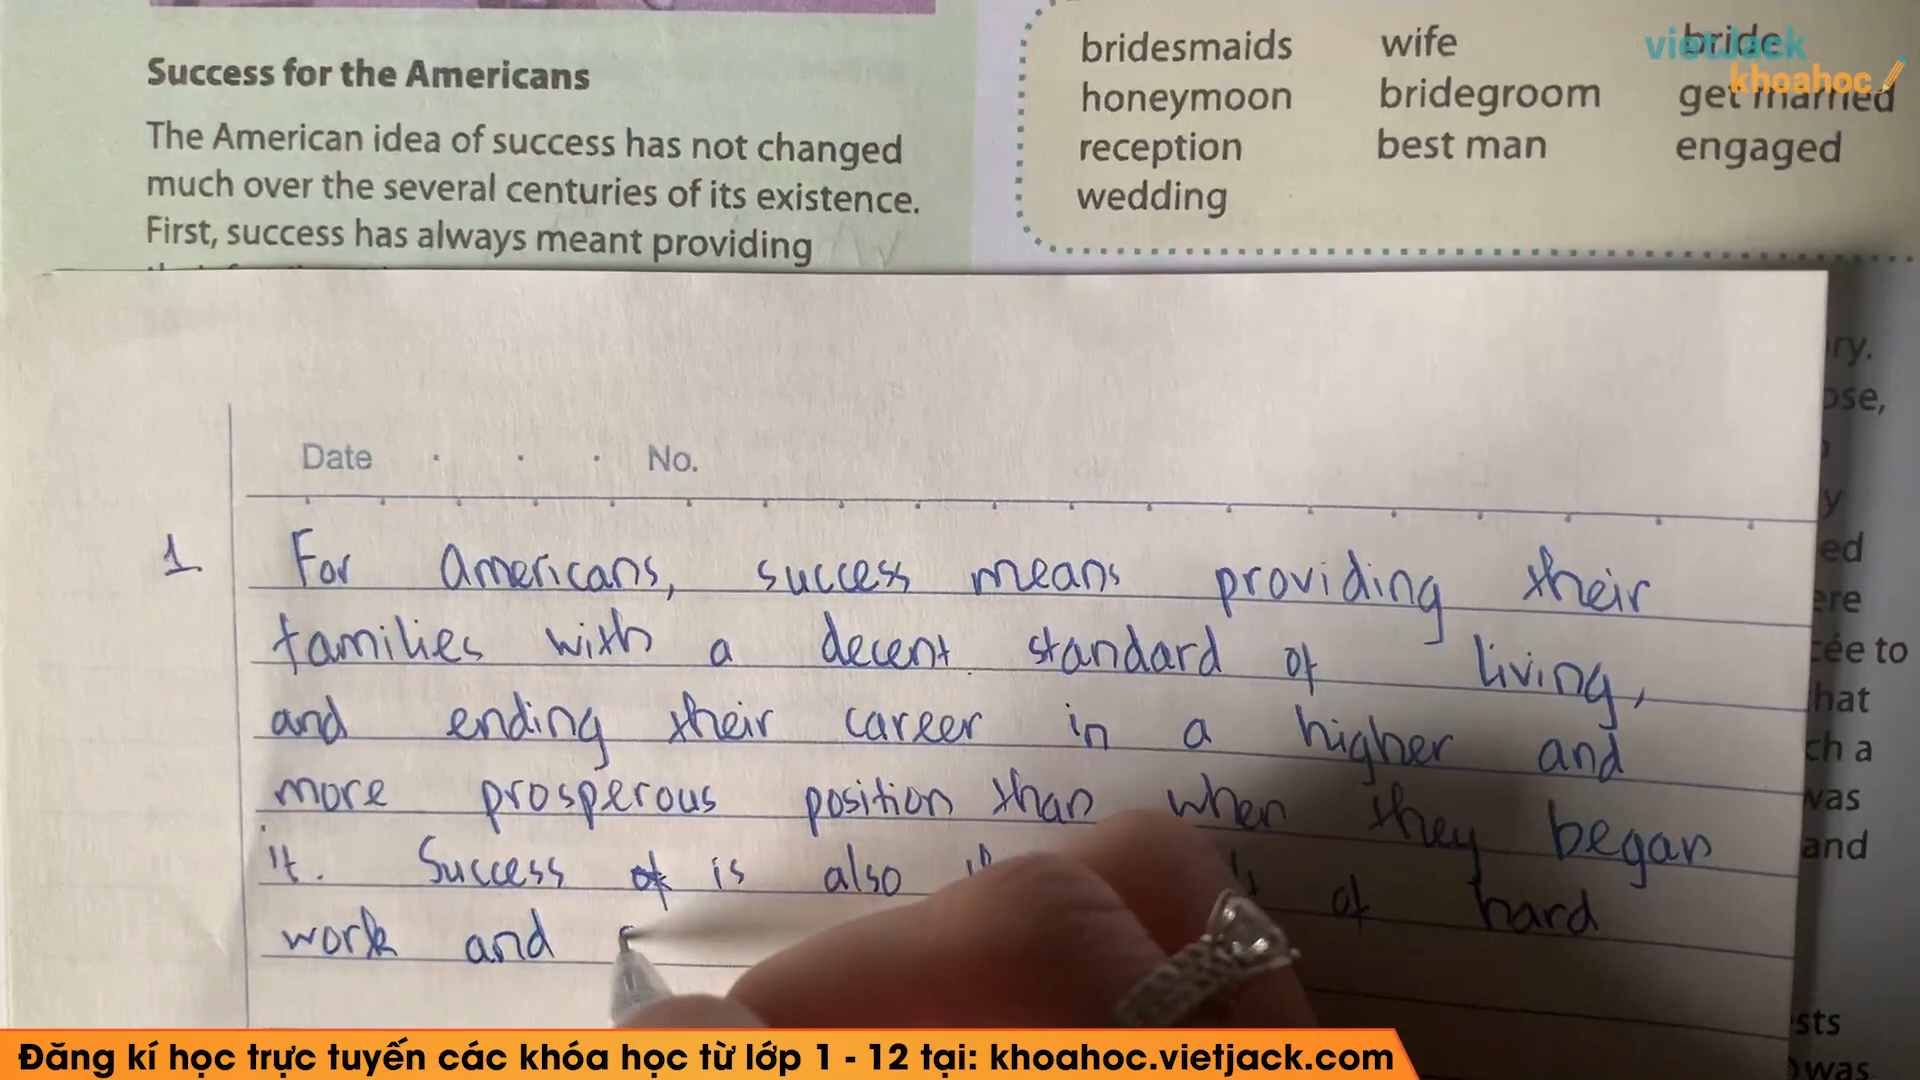 Success for the Americans
The American idea of success has not changed
much over the several centuries of its existence.
First, success has always meant providing
bridesmaids wife bride
honeymoon bridegroom get married
reception best man engaged
wedding
vietjack
khoahoc
Date No.
1. For Americans, success means providing their
families with a decent standard of living,
and ending their career in a higher and
more prosperous position than when they began
it. Success is also of hard
work and
ry.
ose,
y
ed
ere
ée to
hat
ch a
was
and
sts
was
Đăng kí học trực tuyến các khóa học từ lớp 1 - 12 tại: khoahoc.vietjack.com